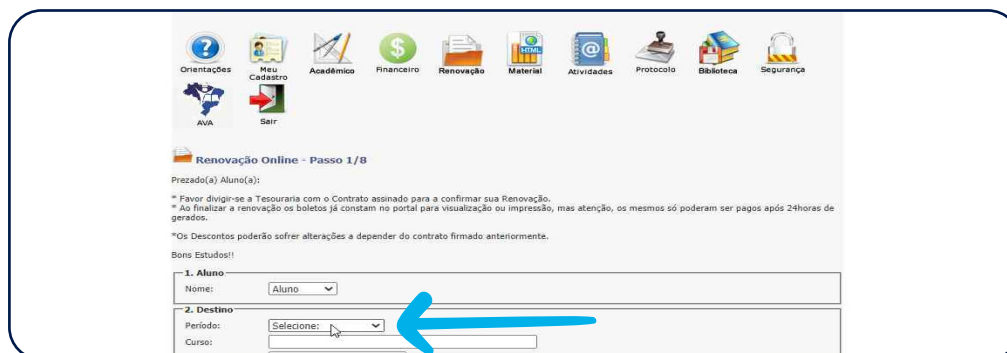 Orientações
Meu Cadastro
Acadêmico
Financeiro
Renovação
HTML
Material
@
Atividades
Protocolo
Biblioteca
Segurança
AVA
Sair
Renovação Online - Passo 1/8
Prezado(a) Aluno(a):
* Favor divigir-se a Tesouraria com o Contrato assinado para a confirmar sua Renovação.
* Ao finalizar a renovação os boletos já constam no portal para visualização ou impressão, mas atenção, os mesmos só poderam ser pagos após 24horas de
gerados.
*Os Descontos poderão sofrer alterações a depender do contrato firmado anteriormente.
Bons Estudos!!
1. Aluno
Nome: Aluno
2. Destino
Período: Selecione:
Curso: